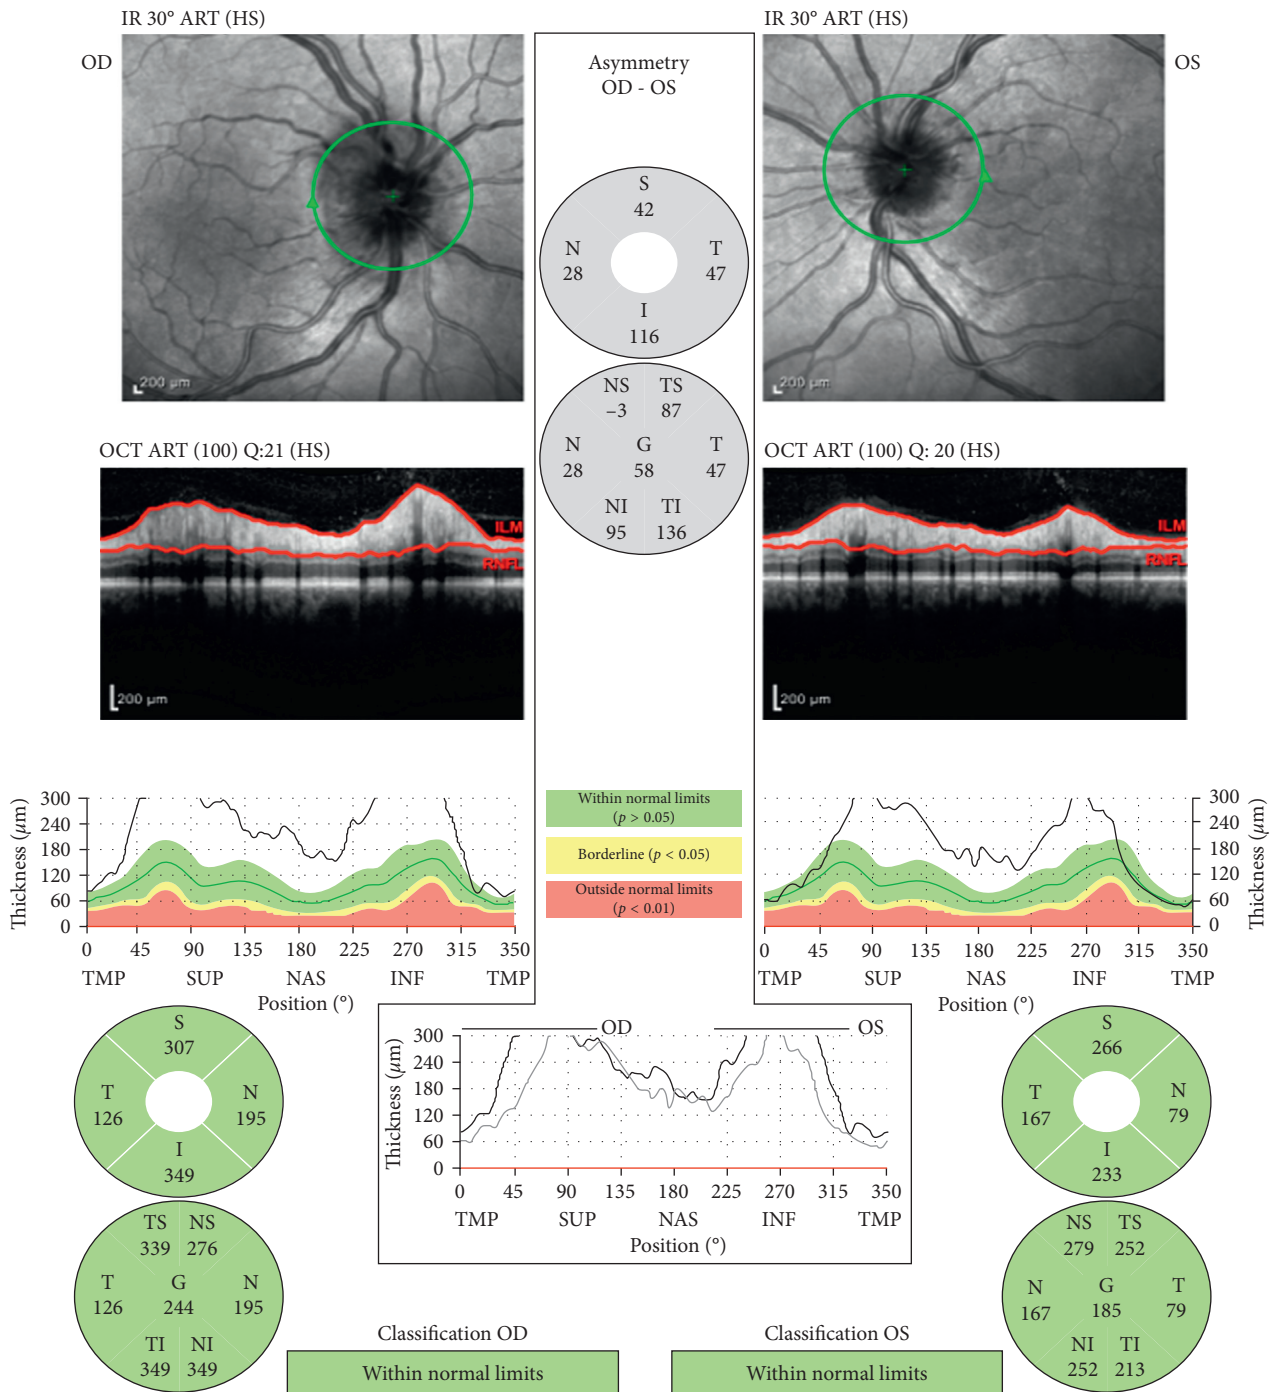 IR 30° ART (HS)
IR 30° ART (HS)
OD
OS
Asymmetry
OD - OS
S
42
N
28
T
47
I
116
NS
–3
TS
87
N
28
G
58
T
47
NI
95
TI
136
200 µm
200 µm
OCT ART (100) Q:21 (HS)
OCT ART (100) Q: 20 (HS)
ILM
RNFL
200 µm
ILM
RNFL
200 µm
Within normal limits
(p > 0.05)
Borderline (p < 0.05)
Outside normal limits
(p < 0.01)
Thickness (µm)
300
240
180
120
60
0
0 45 90 135 180 225 270 315 350
TMP SUP NAS INF TMP
Position (°)
300
240
180
120
60
0
Thickness (µm)
0 45 90 135 180 225 270 315 350
TMP SUP NAS INF TMP
Position (°)
S
307
T
126
N
195
I
349
TS
339
NS
276
T
126
G
244
N
195
TI
349
NI
349
OD
OS
Thickness (µm)
300
240
180
120
60
0
0 45 90 135 180 225 270 315 350
TMP SUP NAS INF TMP
Position (°)
S
266
T
167
N
79
I
233
NS
279
TS
252
N
167
G
185
T
79
NI
252
TI
213
Classification OD
Within normal limits
Classification OS
Within normal limits